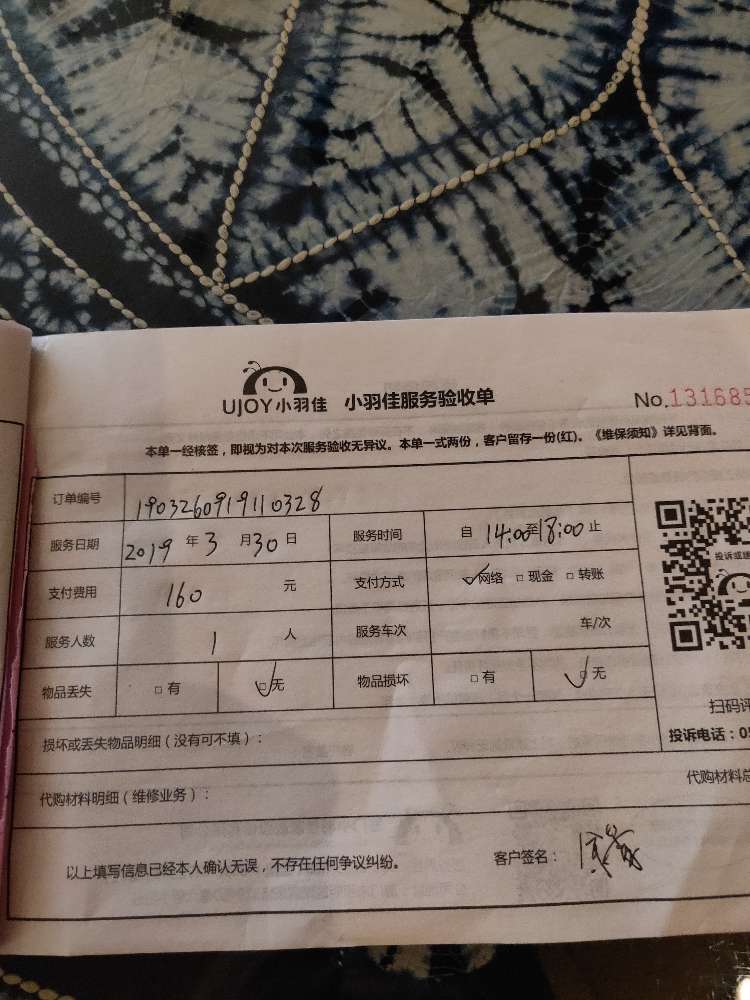 UJOY小羽佳 小羽佳服务验收单 No.131685
本单一经核签，即视为对本次服务验收无异议。本单一式两份，客户留存一份(红)。《维保须知》详见背面。
订单编号 1903260919110328
服务日期 2019 年 3 月 30 日 服务时间 自 14:00 至 18:00 止
投诉或建
支付费用 160 元 支付方式 □网络 □现金 □转账
服务人数 1 人 服务车次 车/次
物品丢失 □有 □无 物品损坏 □有 □无
扫码评
损坏或丢失物品明细（没有可不填）：
投诉电话：05
代购材料明细（维修业务）： 代购材料总
以上填写信息已经本人确认无误，不存在任何争议纠纷。 客户签名：